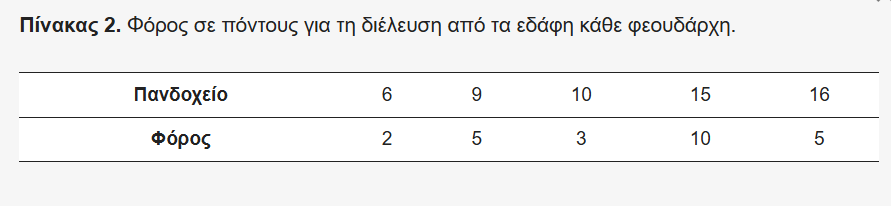 Πίνακας 2. Φόρος σε πόντους για τη διέλευση από τα εδάφη κάθε φεουδάρχη.
Πανδοχείο 6 9 10 15 16
Φόρος 2 5 3 10 5